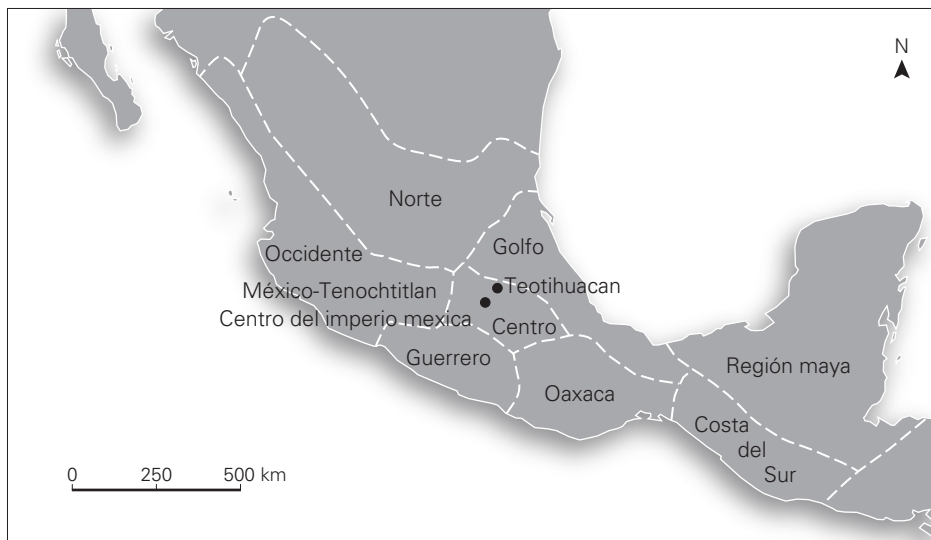 N
Norte
Golfo
Occidente
Teotihuacan
México-Tenochtitlan
Centro del imperio mexica
Centro
Guerrero
Región maya
Oaxaca
Costa
del
Sur
0 250 500 km